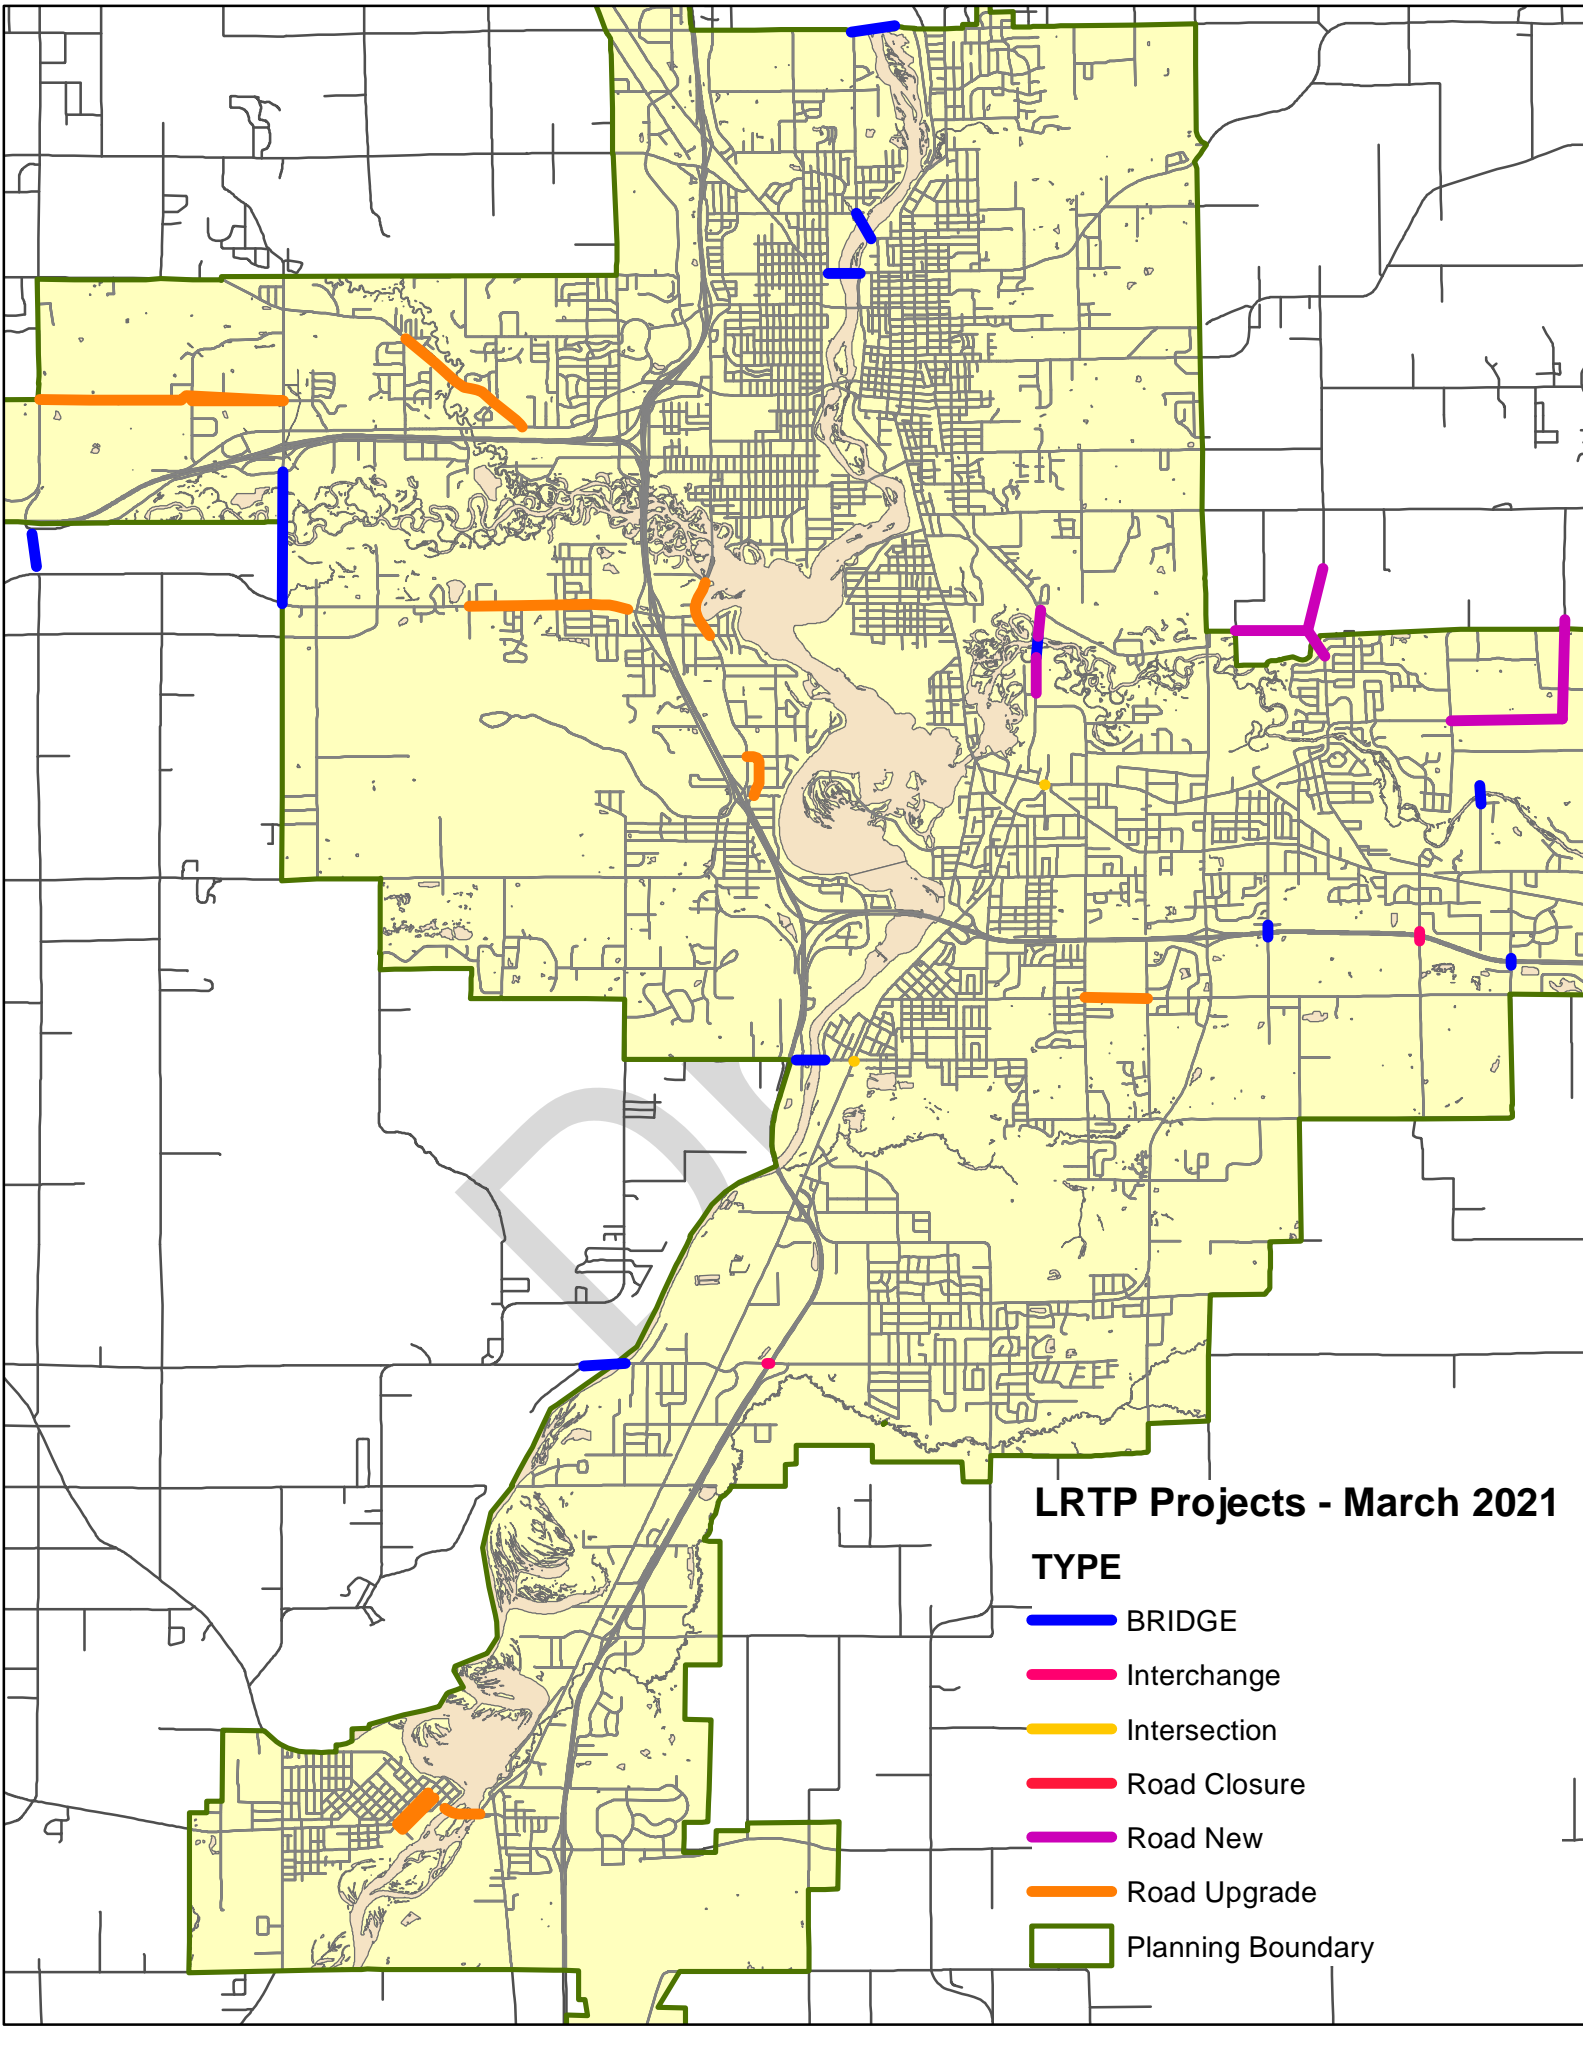 LRTP Projects - March 2021
TYPE
BRIDGE
Interchange
Intersection
Road Closure
Road New
Road Upgrade
Planning Boundary